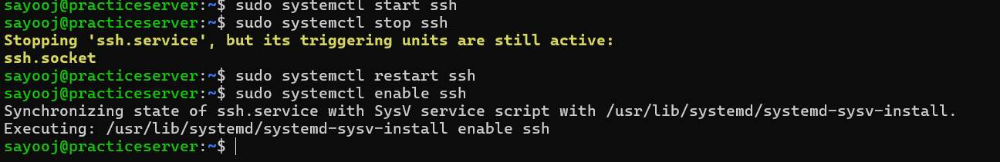 sayooj@practiceserver:~$ sudo systemctl start ssh
sayooj@practiceserver:~$ sudo systemctl stop ssh
Stopping 'ssh.service', but its triggering units are still active:
ssh.socket
sayooj@practiceserver:~$ sudo systemctl restart ssh
sayooj@practiceserver:~$ sudo systemctl enable ssh
Synchronizing state of ssh.service with SysV service script with /usr/lib/systemd/systemd-sysv-install.
Executing: /usr/lib/systemd/systemd-sysv-install enable ssh
sayooj@practiceserver:~$